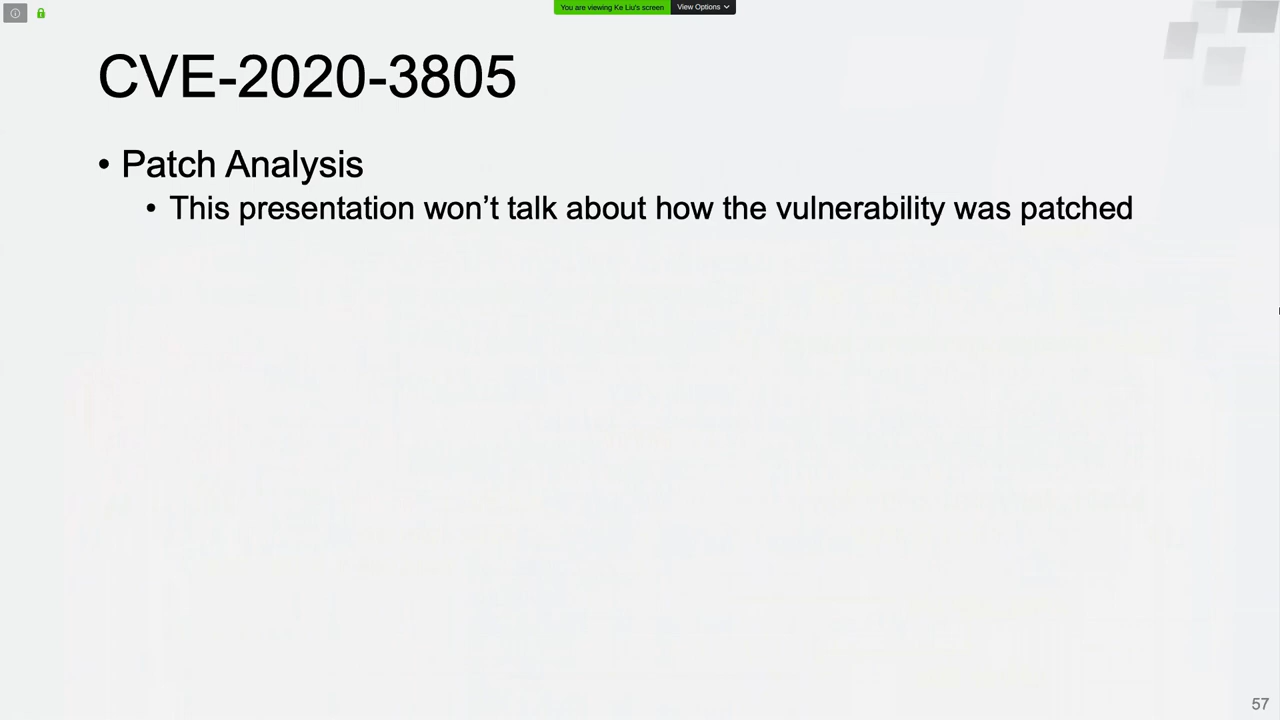 You are viewing Ke Liu's screen View Options
CVE-2020-3805
• Patch Analysis
• This presentation won’t talk about how the vulnerability was patched
57